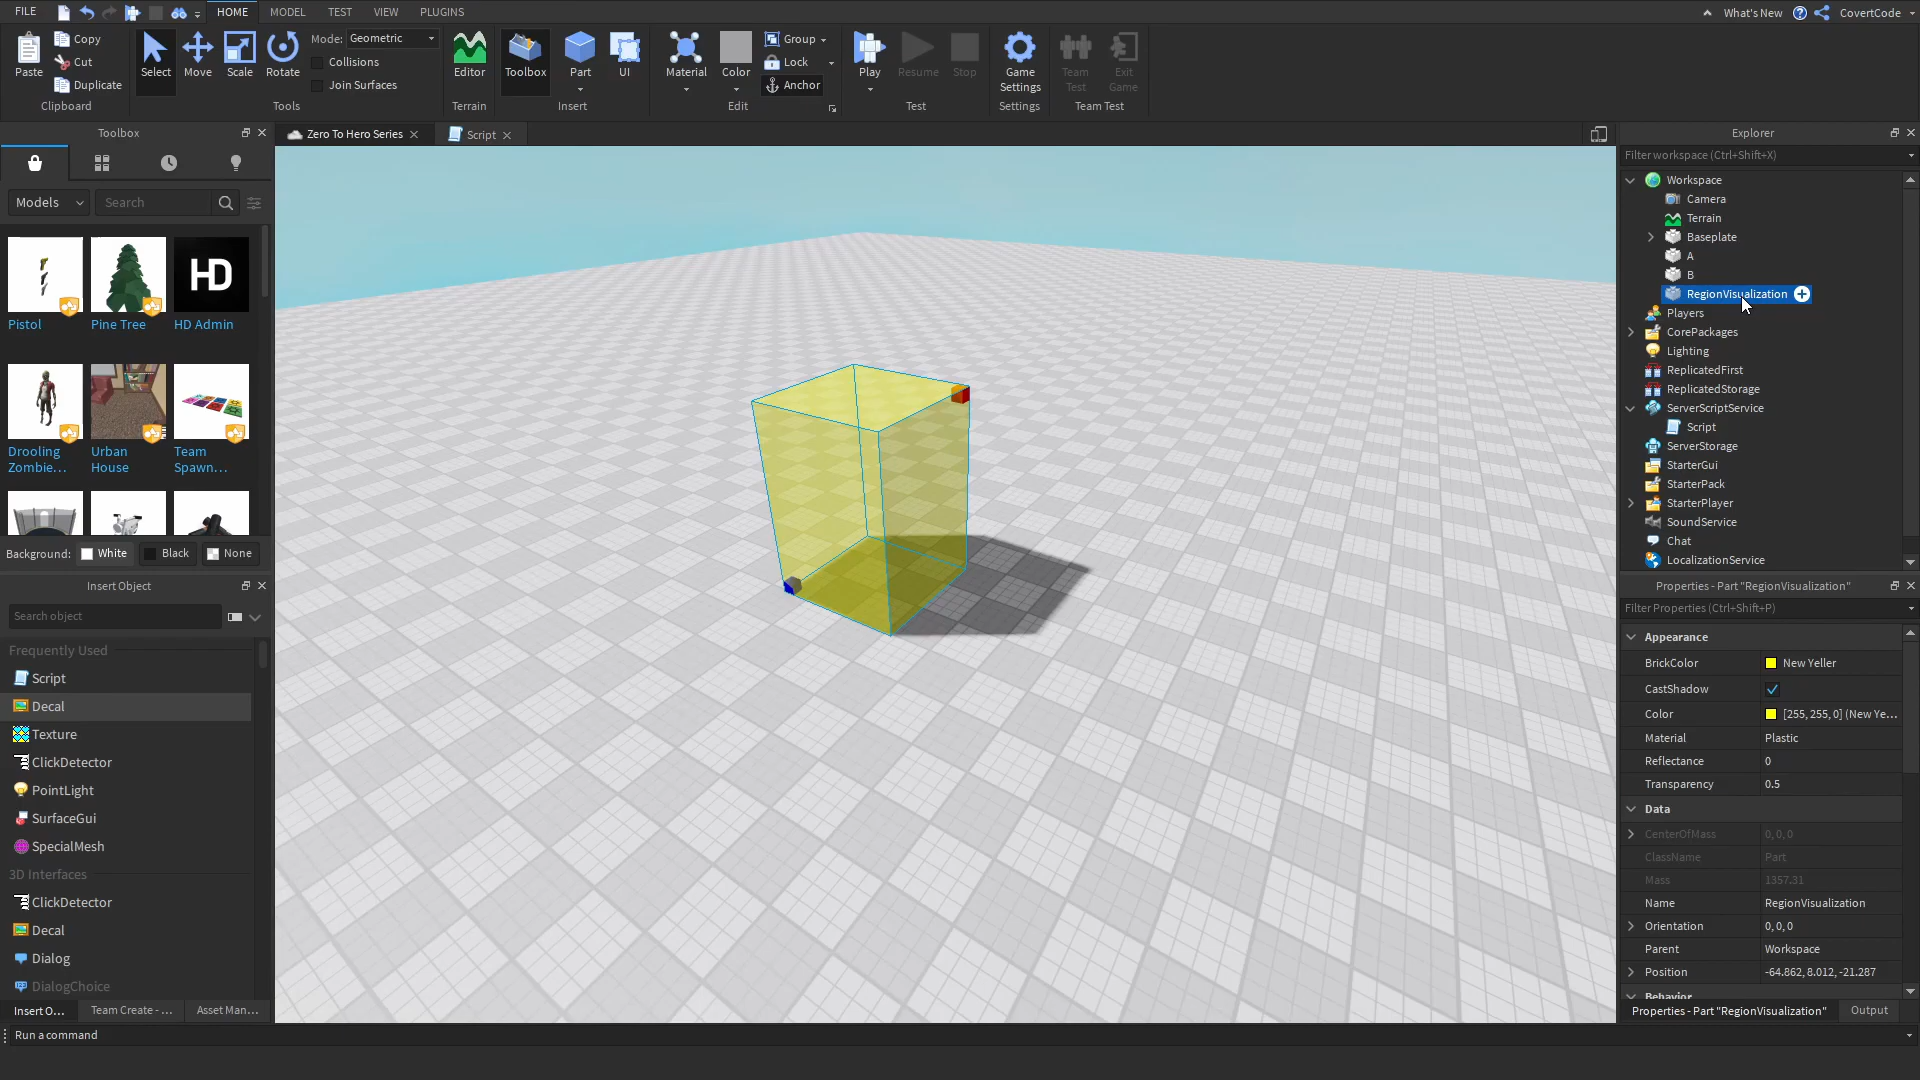 FILE
HOME
MODEL
TEST
VIEW
PLUGINS
What's New
CovertCode
Paste
Copy
Cut
Duplicate
Clipboard
Select
Move
Scale
Rotate
Mode:
Geometric
Collisions
Join Surfaces
Tools
Editor
Terrain
Toolbox
Part
UI
Insert
Material
Color
Group
Lock
Anchor
Edit
Play
Resume
Stop
Test
Game
Settings
Settings
Team
Test
Exit
Game
Team Test
Toolbox
Models
Search
Pistol
Pine Tree
HD
HD Admin
Drooling
Zombie...
Urban
House
Team
Spawn...
Background:
White
Black
None
Insert Object
Search object
Frequently Used
Script
Decal
Texture
ClickDetector
PointLight
SurfaceGui
SpecialMesh
3D Interfaces
ClickDetector
Decal
Dialog
DialogChoice
Insert O...
Team Create - ...
Asset Man...
Run a command
Zero To Hero Series
Script
Explorer
Filter workspace (Ctrl+Shift+X)
Workspace
Camera
Terrain
Baseplate
A
B
RegionVisualization
Players
CorePackages
Lighting
ReplicatedFirst
ReplicatedStorage
ServerScriptService
Script
ServerStorage
StarterGui
StarterPack
StarterPlayer
SoundService
Chat
LocalizationService
Properties - Part "RegionVisualization"
Filter Properties (Ctrl+Shift+P)
Appearance
BrickColor New Yeller
CastShadow
Color [255, 255, 0] (New Ye...
Material Plastic
Reflectance 0
Transparency 0.5
Data
CenterOfMass 0, 0, 0
ClassName Part
Mass 1357.31
Name RegionVisualization
Orientation 0, 0, 0
Parent Workspace
Position -64.862, 8.012, -21.287
Behavior
Properties - Part "RegionVisualization"
Output